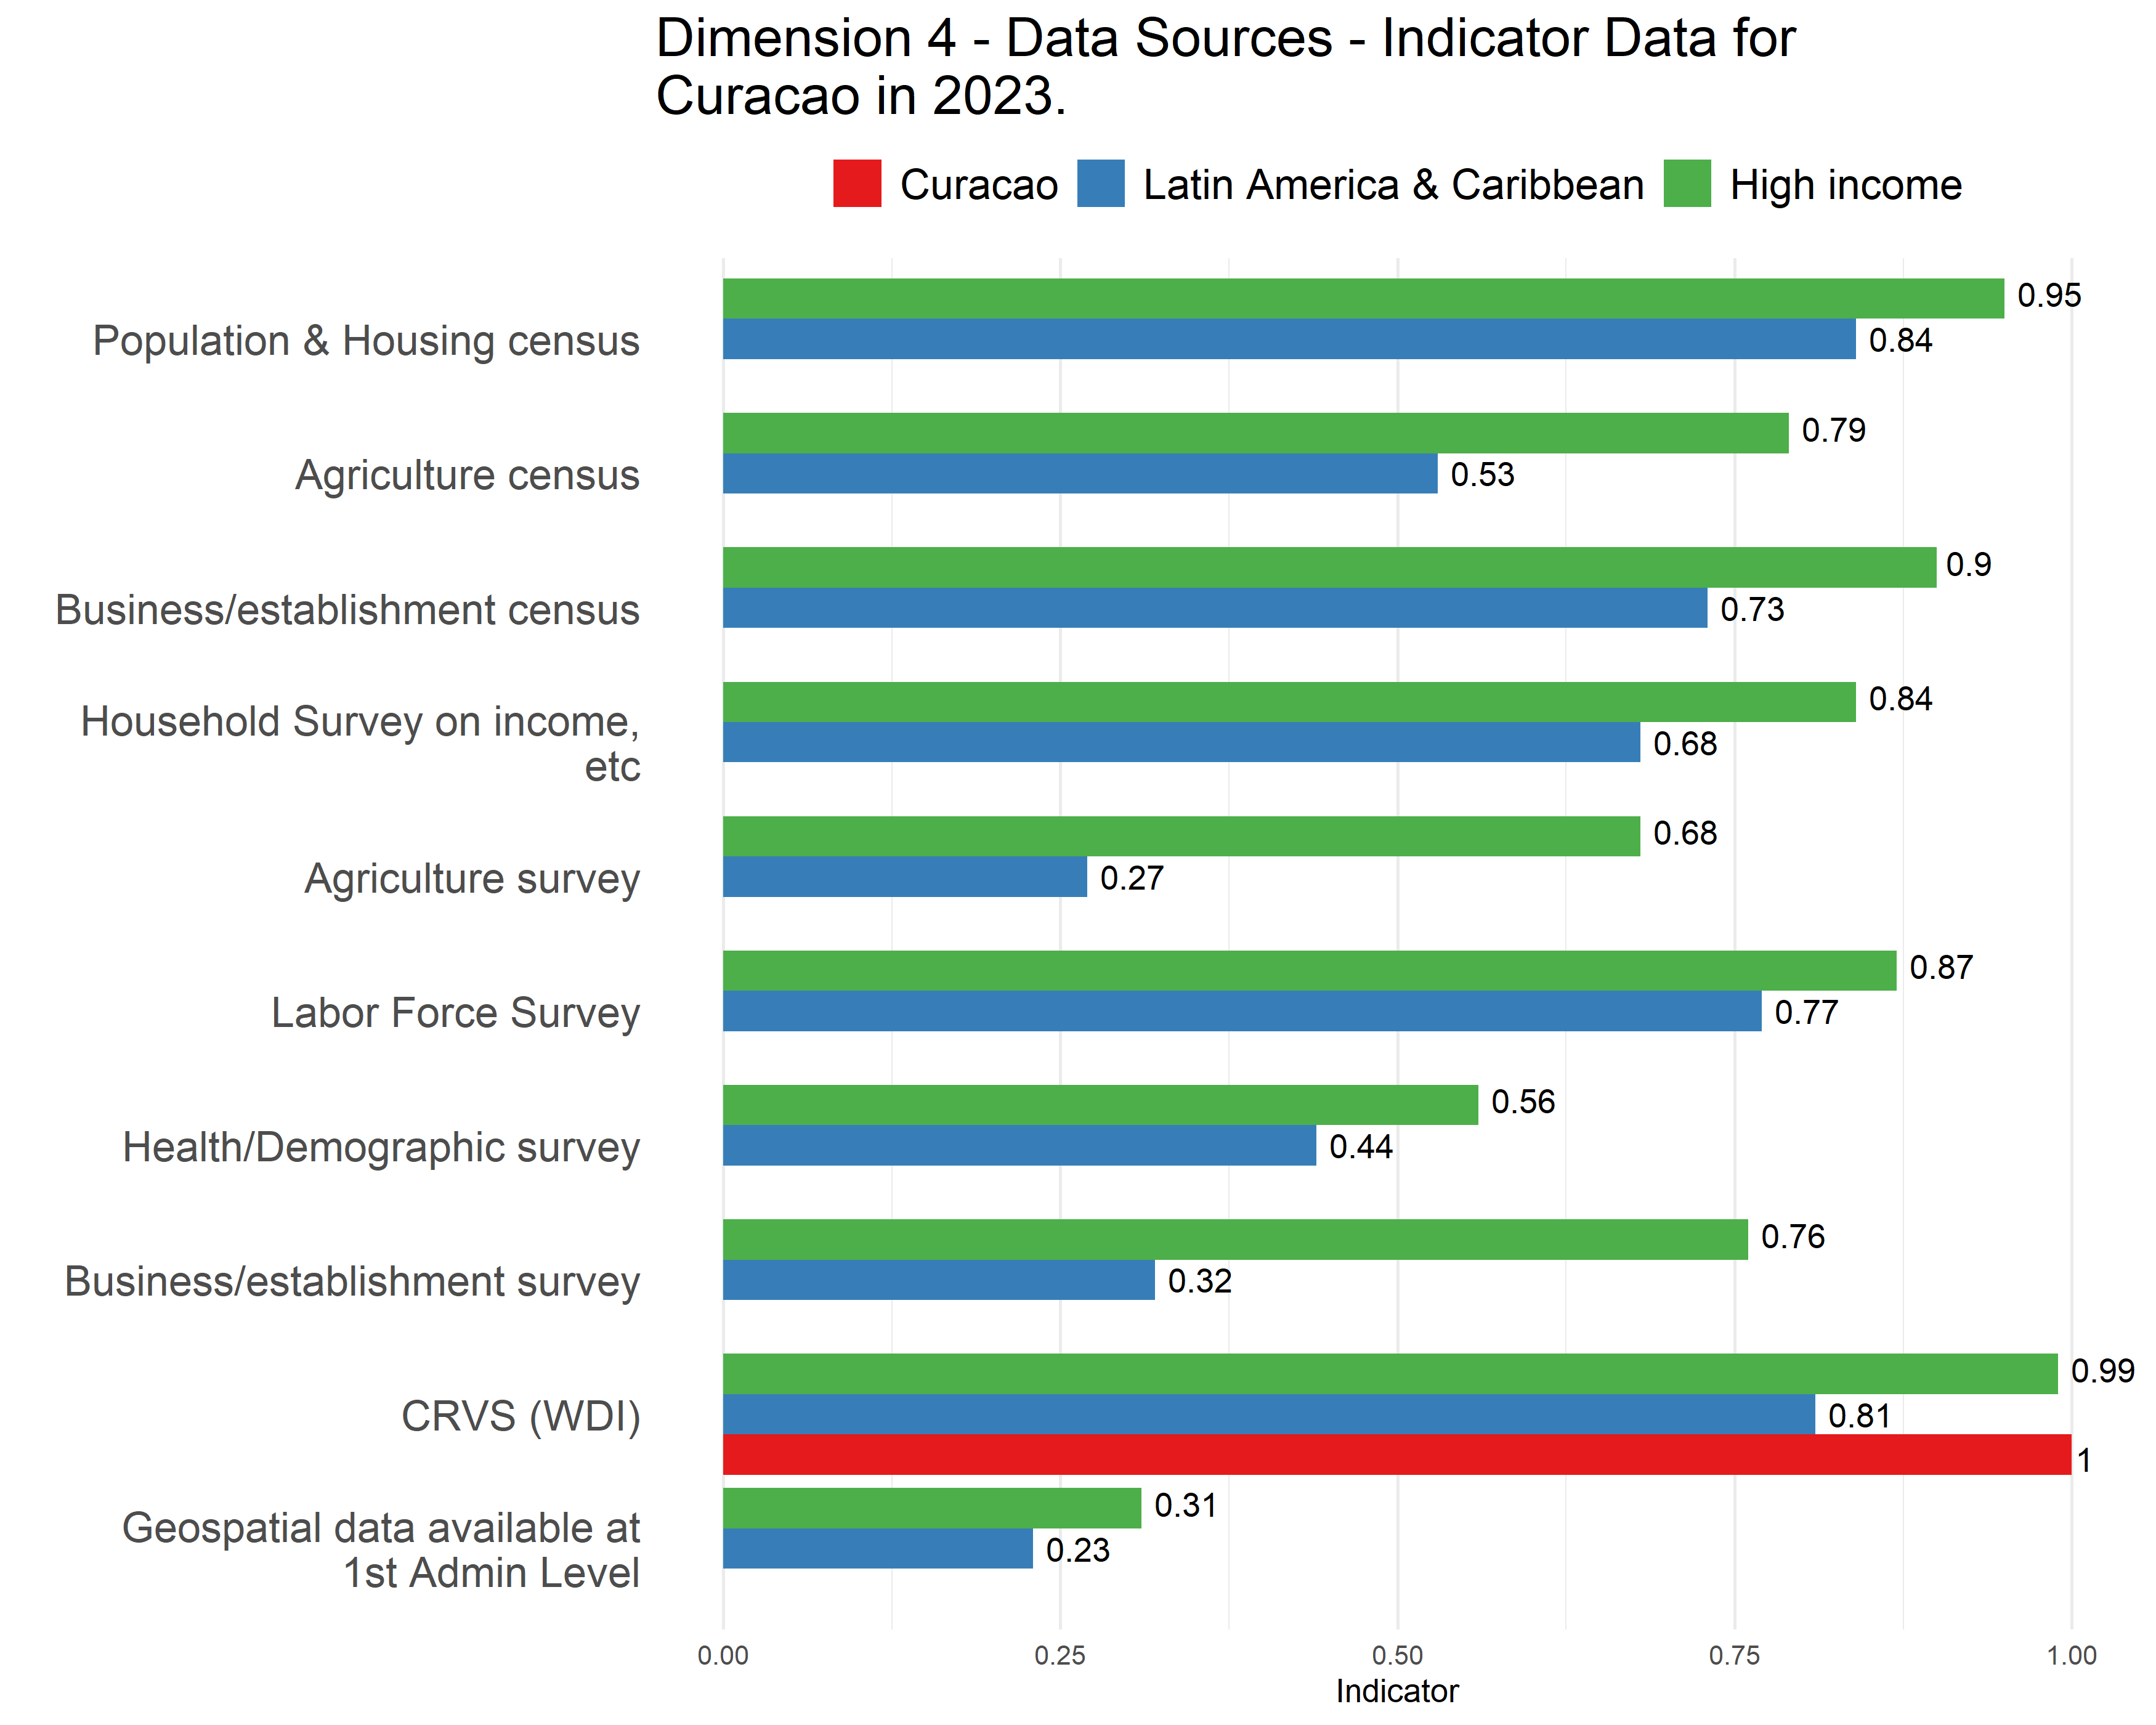 Dimension 4 - Data Sources - Indicator Data for
Curacao in 2023.
Curacao
Latin America & Caribbean
High income
Population & Housing census
0.95
0.84
Agriculture census
0.79
0.53
Business/establishment census
0.9
0.73
Household Survey on income,
etc
0.84
0.68
Agriculture survey
0.68
0.27
Labor Force Survey
0.87
0.77
Health/Demographic survey
0.56
0.44
Business/establishment survey
0.76
0.32
CRVS (WDI)
0.99
0.81
1
Geospatial data available at
1st Admin Level
0.31
0.23
0.00
0.25
0.50
0.75
1.00
Indicator